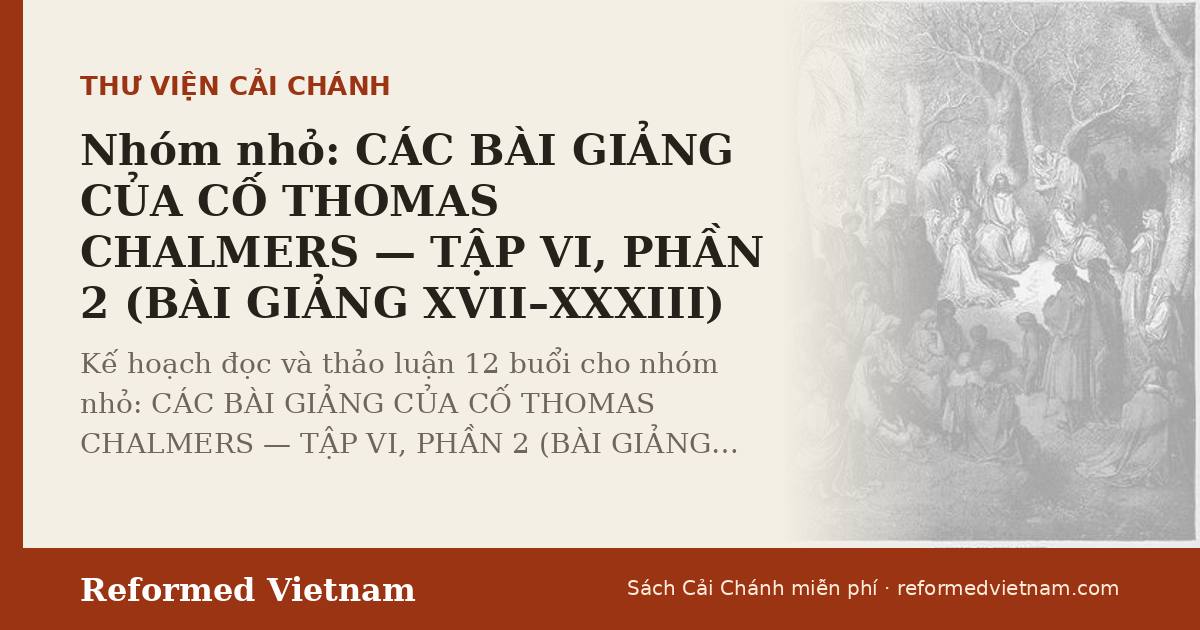 THƯ VIỆN CẢI CHÁNH
Nhóm nhỏ: CÁC BÀI GIẢNG
CỦA CỐ THOMAS
CHALMERS — TẬP VI, PHẦN
2 (BÀI GIẢNG XVII–XXXIII)
Kế hoạch đọc và thảo luận 12 buổi cho nhóm
nhỏ: CÁC BÀI GIẢNG CỦA CỐ THOMAS
CHALMERS — TẬP VI, PHẦN 2 (BÀI GIẢNG...
Reformed Vietnam
Sách Cải Chánh miễn phí · reformedvietnam.com